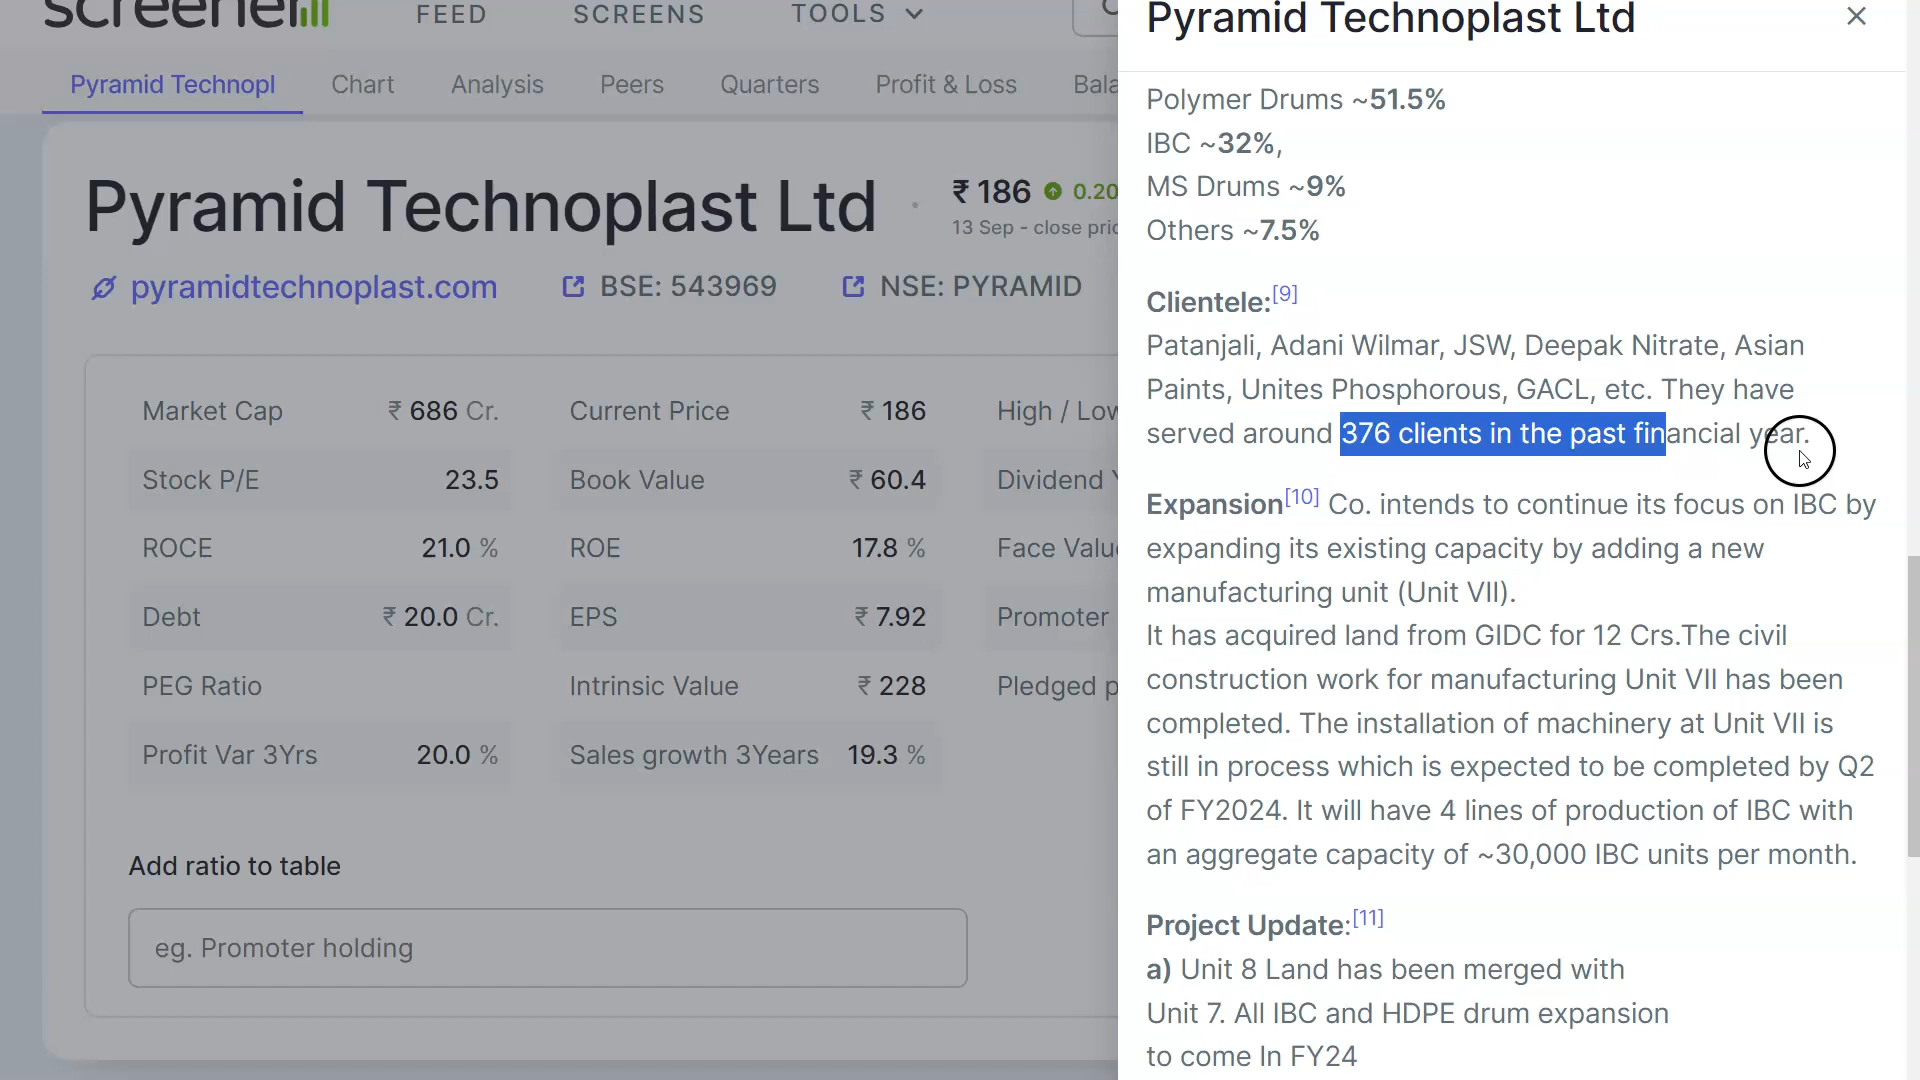 screener
FEED
SCREENS
TOOLS
Pyramid Technopl
Chart
Analysis
Peers
Quarters
Profit & Loss
Pyramid Technoplast Ltd
₹ 186
0.20
13 Sep - close
pyramidtechnoplast.com
BSE: 543969
NSE: PYRAMID
Market Cap ₹ 686 Cr.
Current Price ₹ 186
High / Low
Stock P/E 23.5
Book Value ₹ 60.4
Dividend
ROCE 21.0 %
ROE 17.8 %
Face Value
Debt ₹ 20.0 Cr.
EPS ₹ 7.92
Promoter
PEG Ratio
Intrinsic Value ₹ 228
Pledged
Profit Var 3Yrs 20.0 %
Sales growth 3Years 19.3 %
Add ratio to table
eg. Promoter holding
Pyramid Technoplast Ltd
Polymer Drums ~51.5%
IBC ~32%,
MS Drums ~9%
Others ~7.5%
Clientele:[9]
Patanjali, Adani Wilmar, JSW, Deepak Nitrate, Asian
Paints, Unites Phosphorous, GACL, etc. They have
served around 376 clients in the past financial year.
Expansion[10] Co. intends to continue its focus on IBC by
expanding its existing capacity by adding a new
manufacturing unit (Unit VII).
It has acquired land from GIDC for 12 Crs.The civil
construction work for manufacturing Unit VII has been
completed. The installation of machinery at Unit VII is
still in process which is expected to be completed by Q2
of FY2024. It will have 4 lines of production of IBC with
an aggregate capacity of ~30,000 IBC units per month.
Project Update:[11]
a) Unit 8 Land has been merged with
Unit 7. All IBC and HDPE drum expansion
to come In FY24